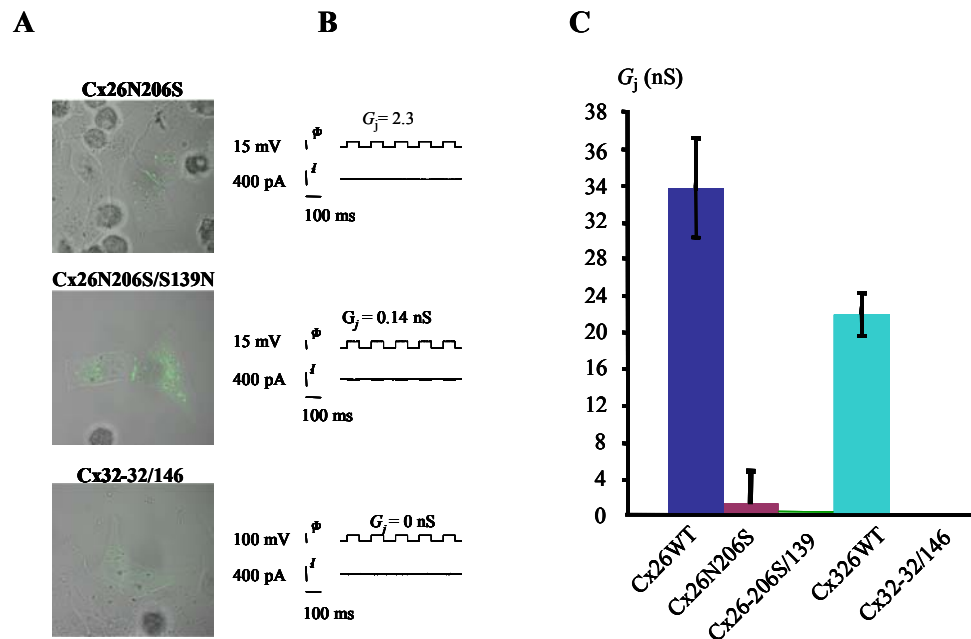 A
B
C
Cx26N206S
Gj= 2.3
15 mV
Φ
400 pA
I
100 ms
Cx26N206S/S139N
Gj = 0.14 nS
15 mV
Φ
400 pA
I
100 ms
Cx32-32/146
Gj = 0 nS
100 mV
Φ
400 pA
I
100 ms
Gj (nS)
38
36
34
32
28
24
20
16
12
8
4
0
Cx26WT
Cx26N206S
Cx26-206S/139
Cx326WT
Cx32-32/146